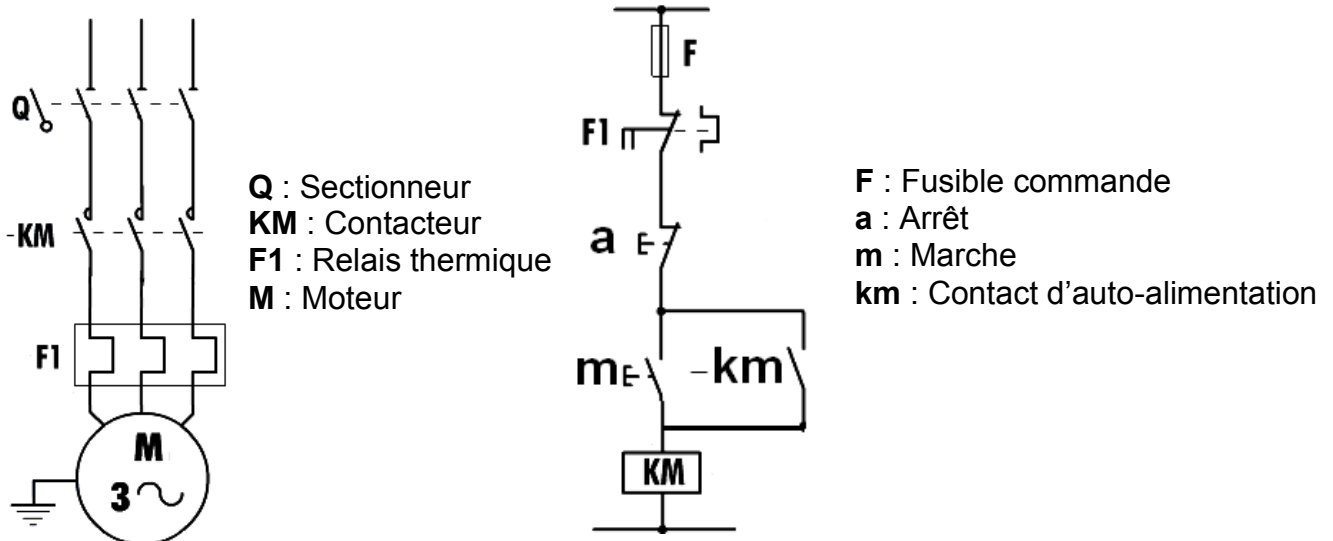 Q
-KM
F1
M
3
Q : Sectionneur
KM : Contacteur
F1 : Relais thermique
M : Moteur
F
F1
a
m
-km
KM
F : Fusible commande
a : Arrêt
m : Marche
km : Contact d’auto-alimentation